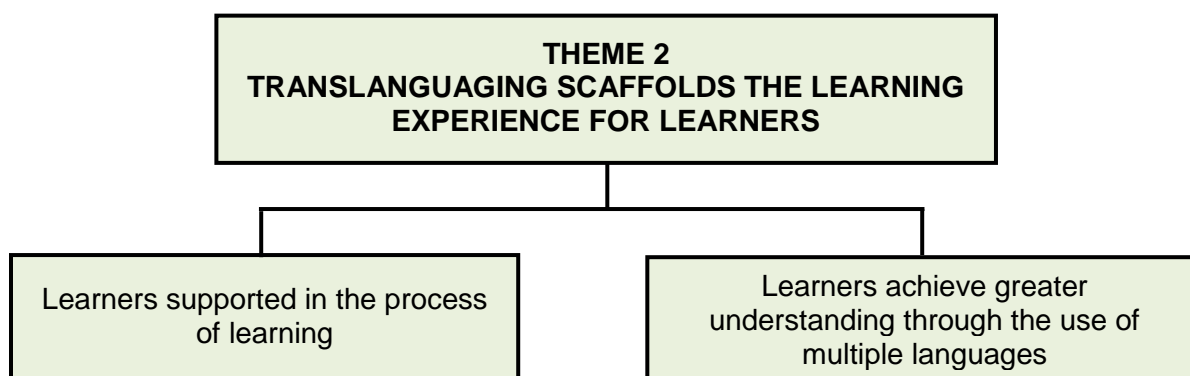 THEME 2
TRANSLANGUAGING SCAFFOLDS THE LEARNING
EXPERIENCE FOR LEARNERS
Learners supported in the process
of learning
Learners achieve greater
understanding through the use of
multiple languages